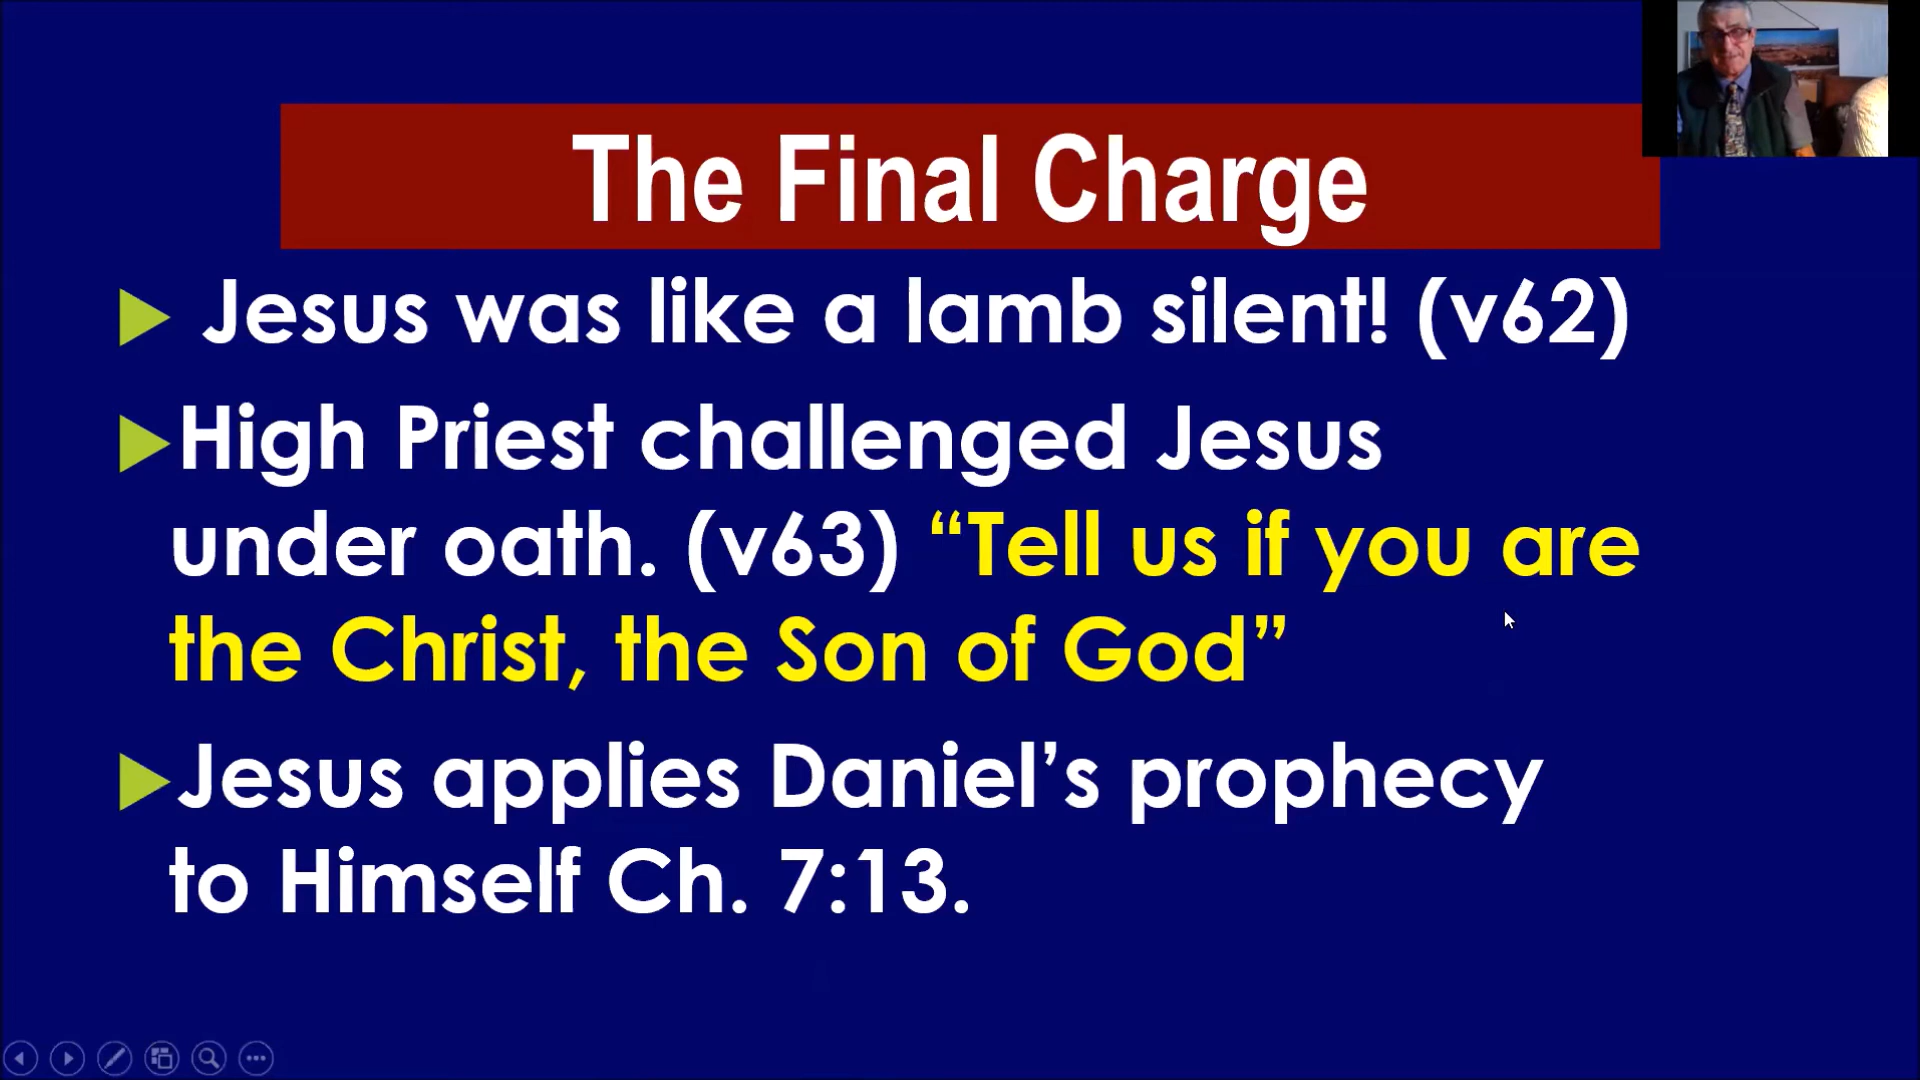 The Final Charge
Jesus was like a lamb silent! (v62)
High Priest challenged Jesus
under oath. (v63) “Tell us if you are
the Christ, the Son of God”
Jesus applies Daniel’s prophecy
to Himself Ch. 7:13.